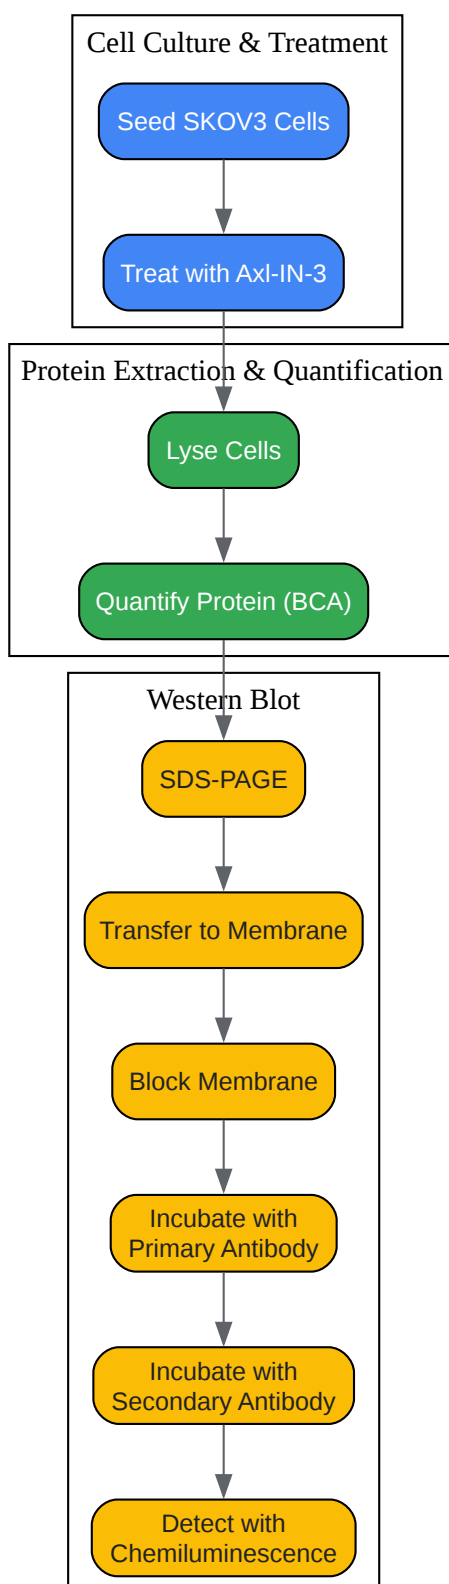 Cell Culture & Treatment
Seed SKOV3 Cells
Treat with Axl-IN-3
Protein Extraction & Quantification
Lyse Cells
Quantify Protein (BCA)
Western Blot
SDS-PAGE
Transfer to Membrane
Block Membrane
Incubate with
Primary Antibody
Incubate with
Secondary Antibody
Detect with
Chemiluminescence